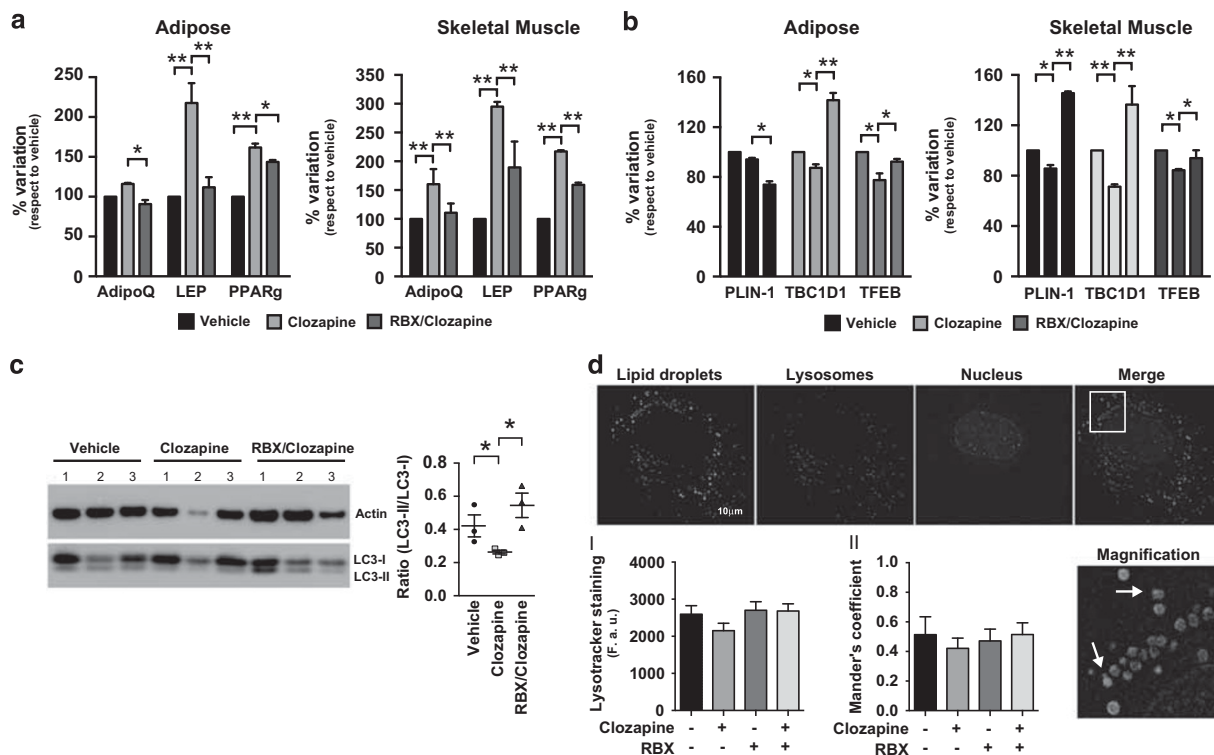 a
Adipose
Skeletal Muscle
% variation
(respect to vehicle)
250
200
150
100
50
0
** **
*
** *
AdipoQ LEP PPARg
% variation
(respect to vehicle)
350
300
250
200
150
100
50
0
** **
** **
** **
AdipoQ LEP PPARg
Vehicle Clozapine RBX/Clozapine
b
Adipose
Skeletal Muscle
% variation
(respect to vehicle)
160
120
80
40
0
*
* **
* *
PLIN-1 TBC1D1 TFEB
% variation
(respect to vehicle)
160
120
80
40
0
* **
** **
* *
PLIN-1 TBC1D1 TFEB
Vehicle Clozapine RBX/Clozapine
c
Vehicle Clozapine RBX/Clozapine
1 2 3 1 2 3 1 2 3
Actin
LC3-I
LC3-II
Ratio (LC3-II/LC3-I)
0.8
0.6
0.4
0.2
0.0
* *
Vehicle
Clozapine
RBX/Clozapine
d
Lipid droplets Lysosomes Nucleus Merge
10µm
I
Lysotracker staining
(F. a. u.)
4000
3000
2000
1000
0
Clozapine - + - +
RBX - - + +
II
Mander's coefficient
1.0
0.8
0.6
0.4
0.2
0.0
Clozapine - + - +
RBX - - + +
Magnification